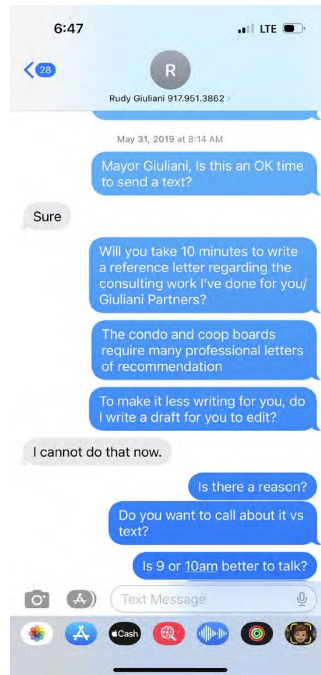 6:47
LTE
28
R
Rudy Giuliani 917.951.3862
May 31, 2019 at 8:14 AM
Mayor Giuliani, Is this an OK time
to send a text?
Sure
Will you take 10 minutes to write
a reference letter regarding the
consulting work I've done for you/
Giuliani Partners?
The condo and coop boards
require many professional letters
of recommendation
To make it less writing for you, do
I write a draft for you to edit?
I cannot do that now.
Is there a reason?
Do you want to call about it vs
text?
Is 9 or 10am better to talk?
Text Message
Cash